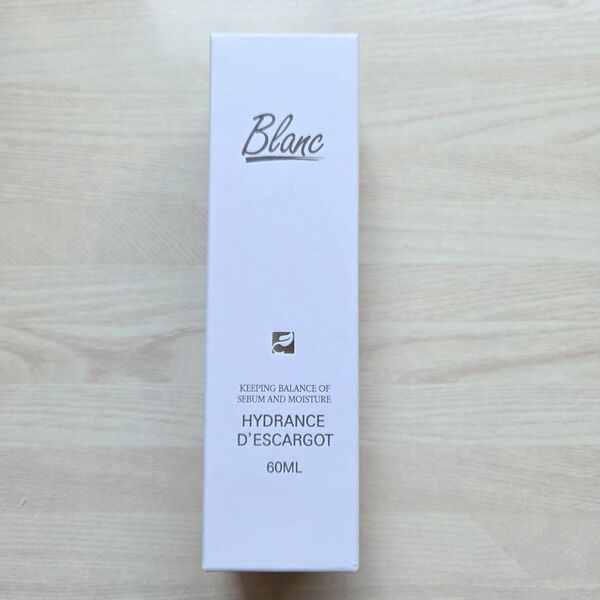 Blanc
KEEPING BALANCE OF
SEBUM AND MOISTURE
HYDRANCE
D'ESCARGOT
60ML